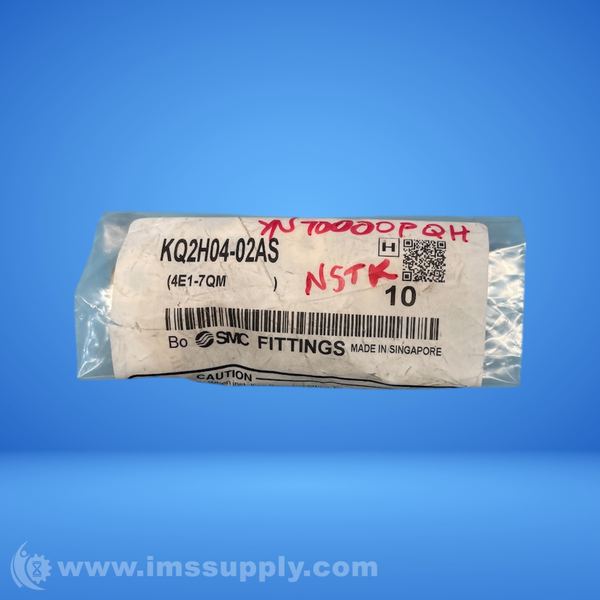 XN70000PQH
KQ2H04-02AS
H
(4E1-7QM )
NSTK
10
Bo SMC FITTINGS MADE IN SINGAPORE
CAUTION
www.imssupply.com